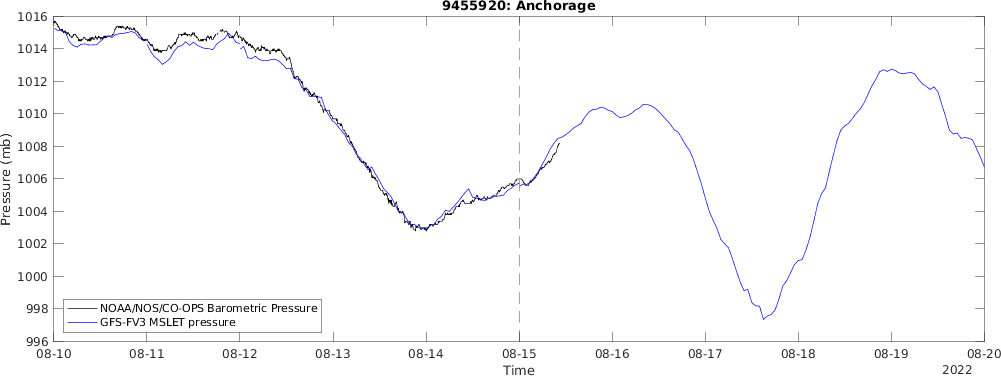 9455920: Anchorage
1016
1014
1012
1010
1008
1006
1004
1002
1000
998
996
Pressure (mb)
NOAA/NOS/CO-OPS Barometric Pressure
GFS-FV3 MSLET pressure
08-10 08-11 08-12 08-13 08-14 08-15 08-16 08-17 08-18 08-19 08-20
Time
2022